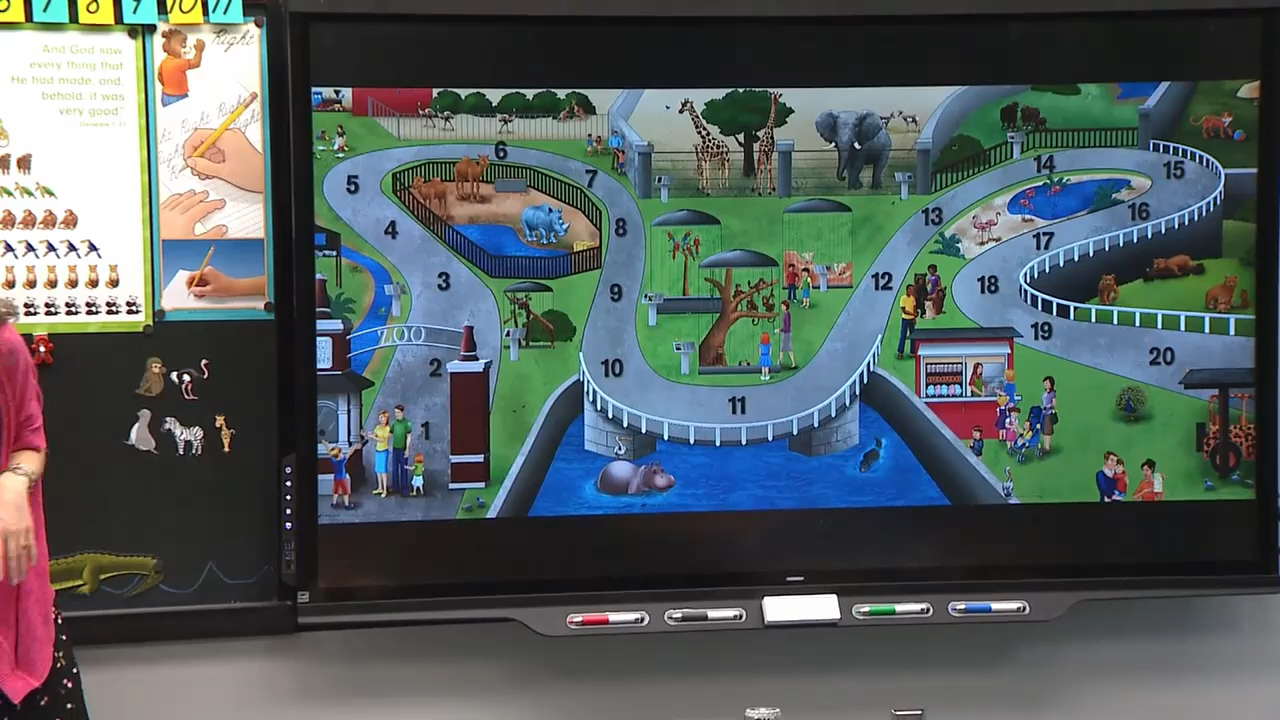 8 9 10 11
And God saw
every thing that
He had made, and,
behold, it was
very good."
Genesis 1:31
Right
Right Right Right
5 6 7 14 15
4 8 13 16
3 9 12 17 18
ZOO
2 10 19 20
1 11